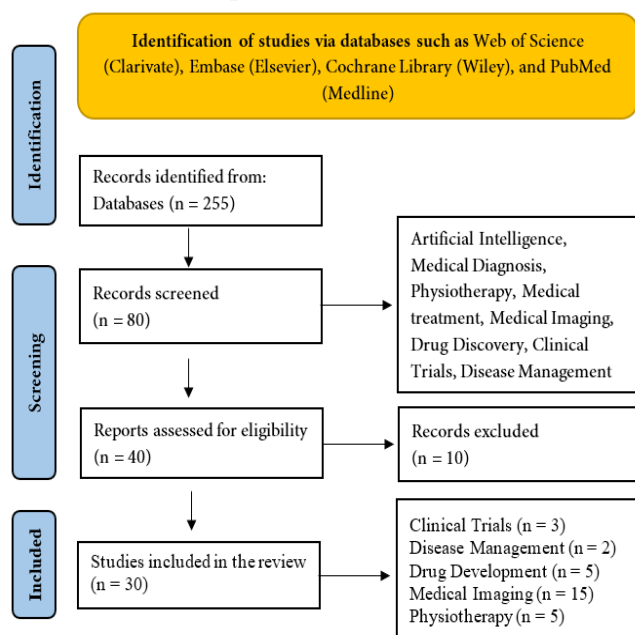 Identification of studies via databases such as Web of Science
(Clarivate), Embase (Elsevier), Cochrane Library (Wiley), and PubMed
(Medline)
Identification
Records identified from:
Databases (n = 255)
Screening
Records screened
(n = 80)
Artificial Intelligence,
Medical Diagnosis,
Physiotherapy, Medical
treatment, Medical Imaging,
Drug Discovery, Clinical
Trials, Disease Management
Reports assessed for eligibility
(n = 40)
Records excluded
(n = 10)
Included
Studies included in the review
(n = 30)
Clinical Trials (n = 3)
Disease Management (n = 2)
Drug Development (n = 5)
Medical Imaging (n = 15)
Physiotherapy (n = 5)